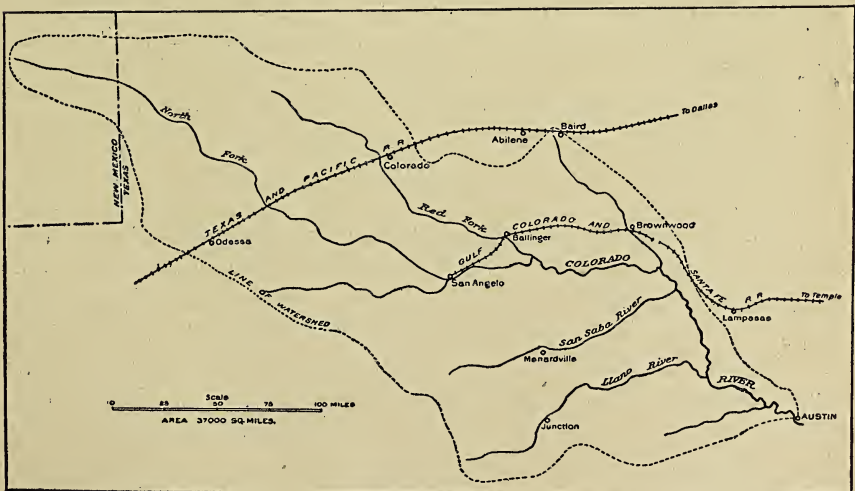 To Dallas
Baird
Abilene
North
Fork
TEXAS AND PACIFIC R R
Colorado
NEW MEXICO
TEXAS
Red Fork
COLORADO AND
Brownwood
Odessa
Ballinger
GULF
COLORADO
SANTA FE R R
San Angelo
LINE OF WATERSHED
To Temple
Lampasas
San Saba River
Menardville
Llano River
RIVER
Scale
0 25 50 75 100 MILES
AREA 37000 SQ. MILES.
Junction
AUSTIN